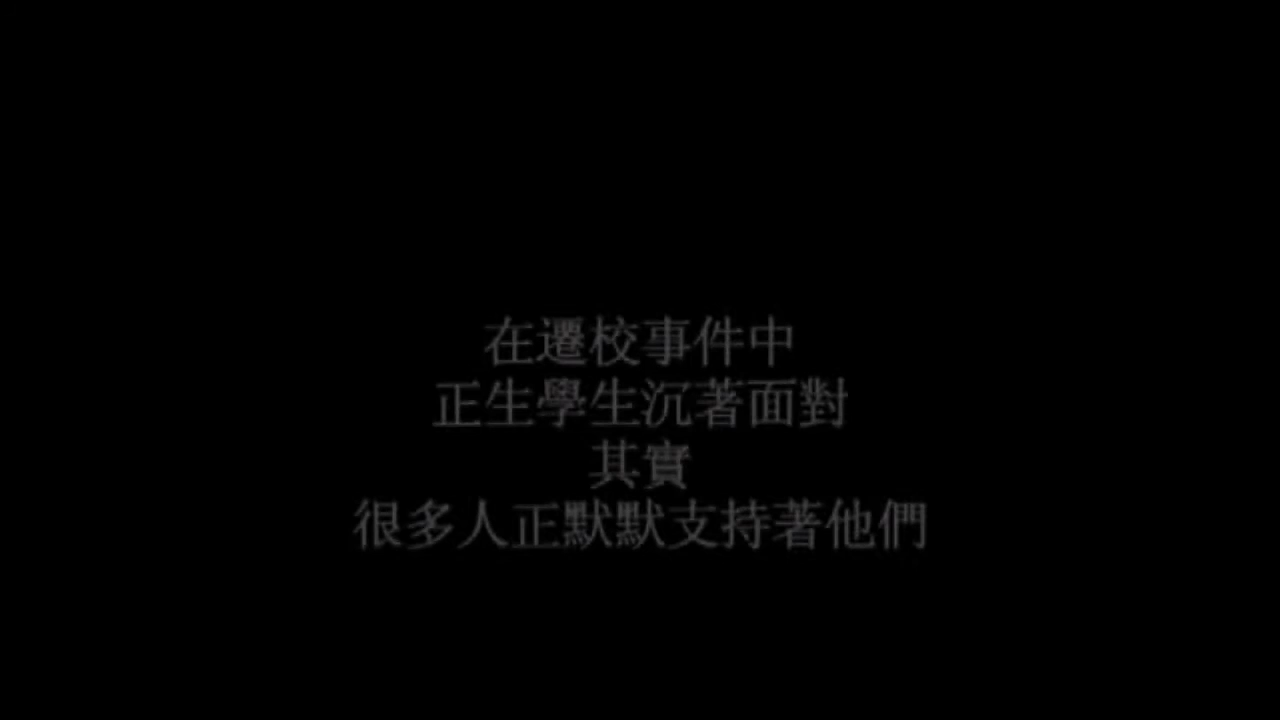 在遷校事件中
正生學生沉著面對
其實
很多人正默默支持著他們